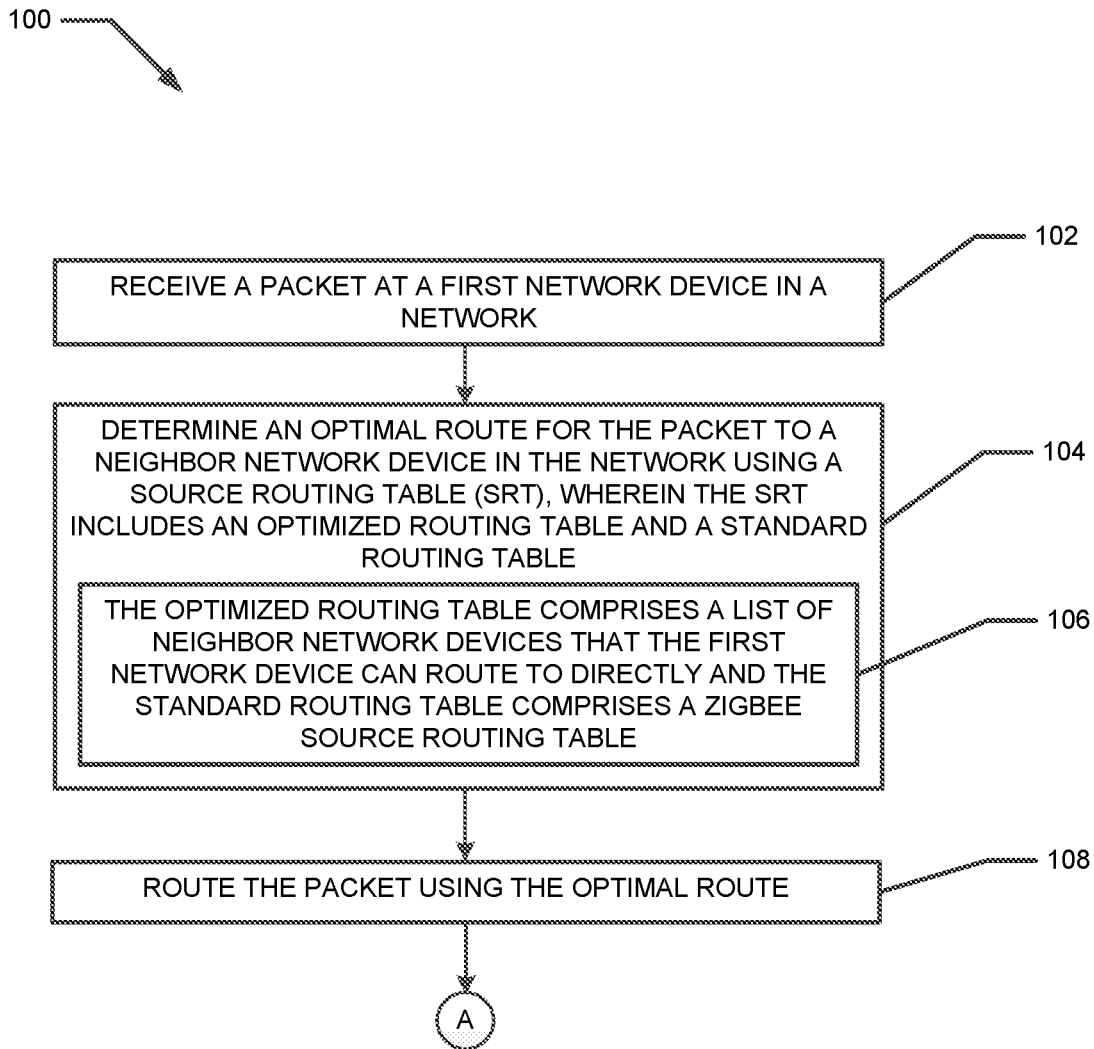 100
102
RECEIVE A PACKET AT A FIRST NETWORK DEVICE IN A
NETWORK
DETERMINE AN OPTIMAL ROUTE FOR THE PACKET TO A
NEIGHBOR NETWORK DEVICE IN THE NETWORK USING A
SOURCE ROUTING TABLE (SRT), WHEREIN THE SRT
INCLUDES AN OPTIMIZED ROUTING TABLE AND A STANDARD
ROUTING TABLE
104
THE OPTIMIZED ROUTING TABLE COMPRISES A LIST OF
NEIGHBOR NETWORK DEVICES THAT THE FIRST
NETWORK DEVICE CAN ROUTE TO DIRECTLY AND THE
STANDARD ROUTING TABLE COMPRISES A ZIGBEE
SOURCE ROUTING TABLE
106
ROUTE THE PACKET USING THE OPTIMAL ROUTE
108
A